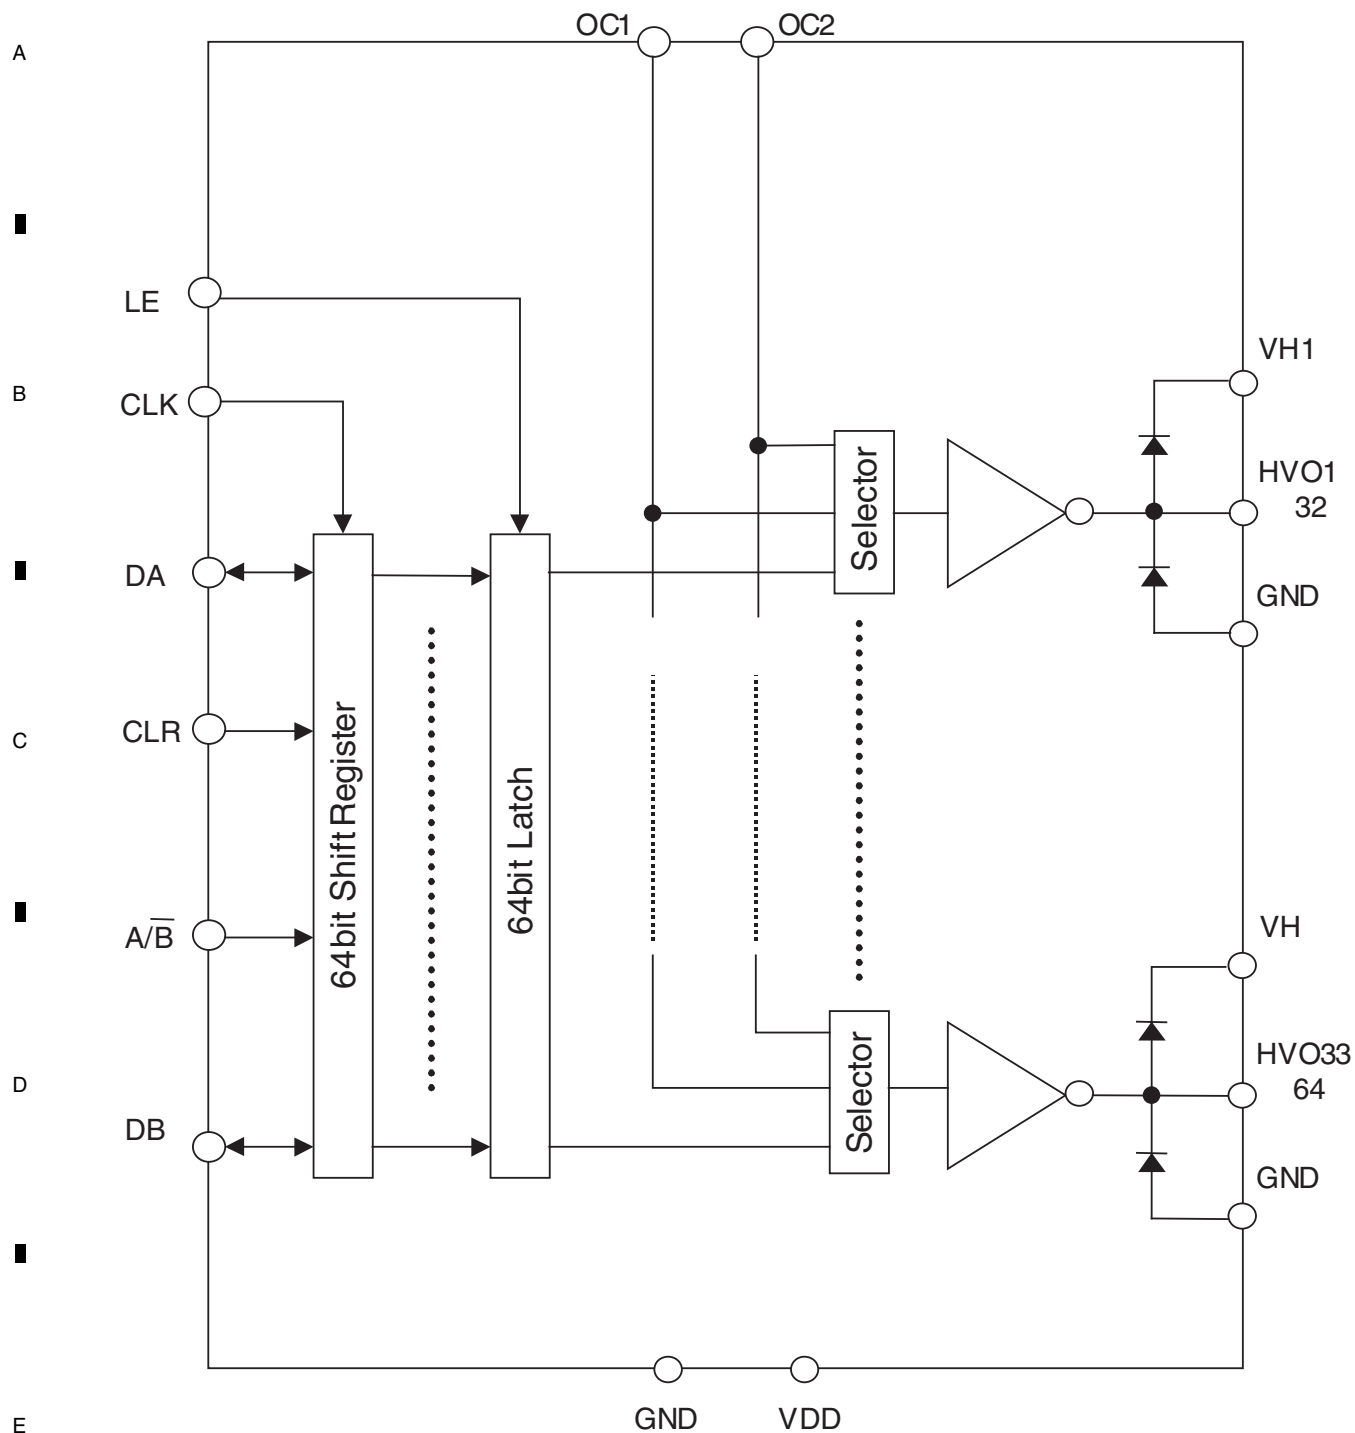 OC1
OC2
A
LE
VH1
B
CLK
HVO1
32
Selector
DA
GND
CLR
C
64bit Shift Register
64bit Latch
A/B̅
VH
HVO33
64
D
Selector
DB
GND
GND
VDD
E